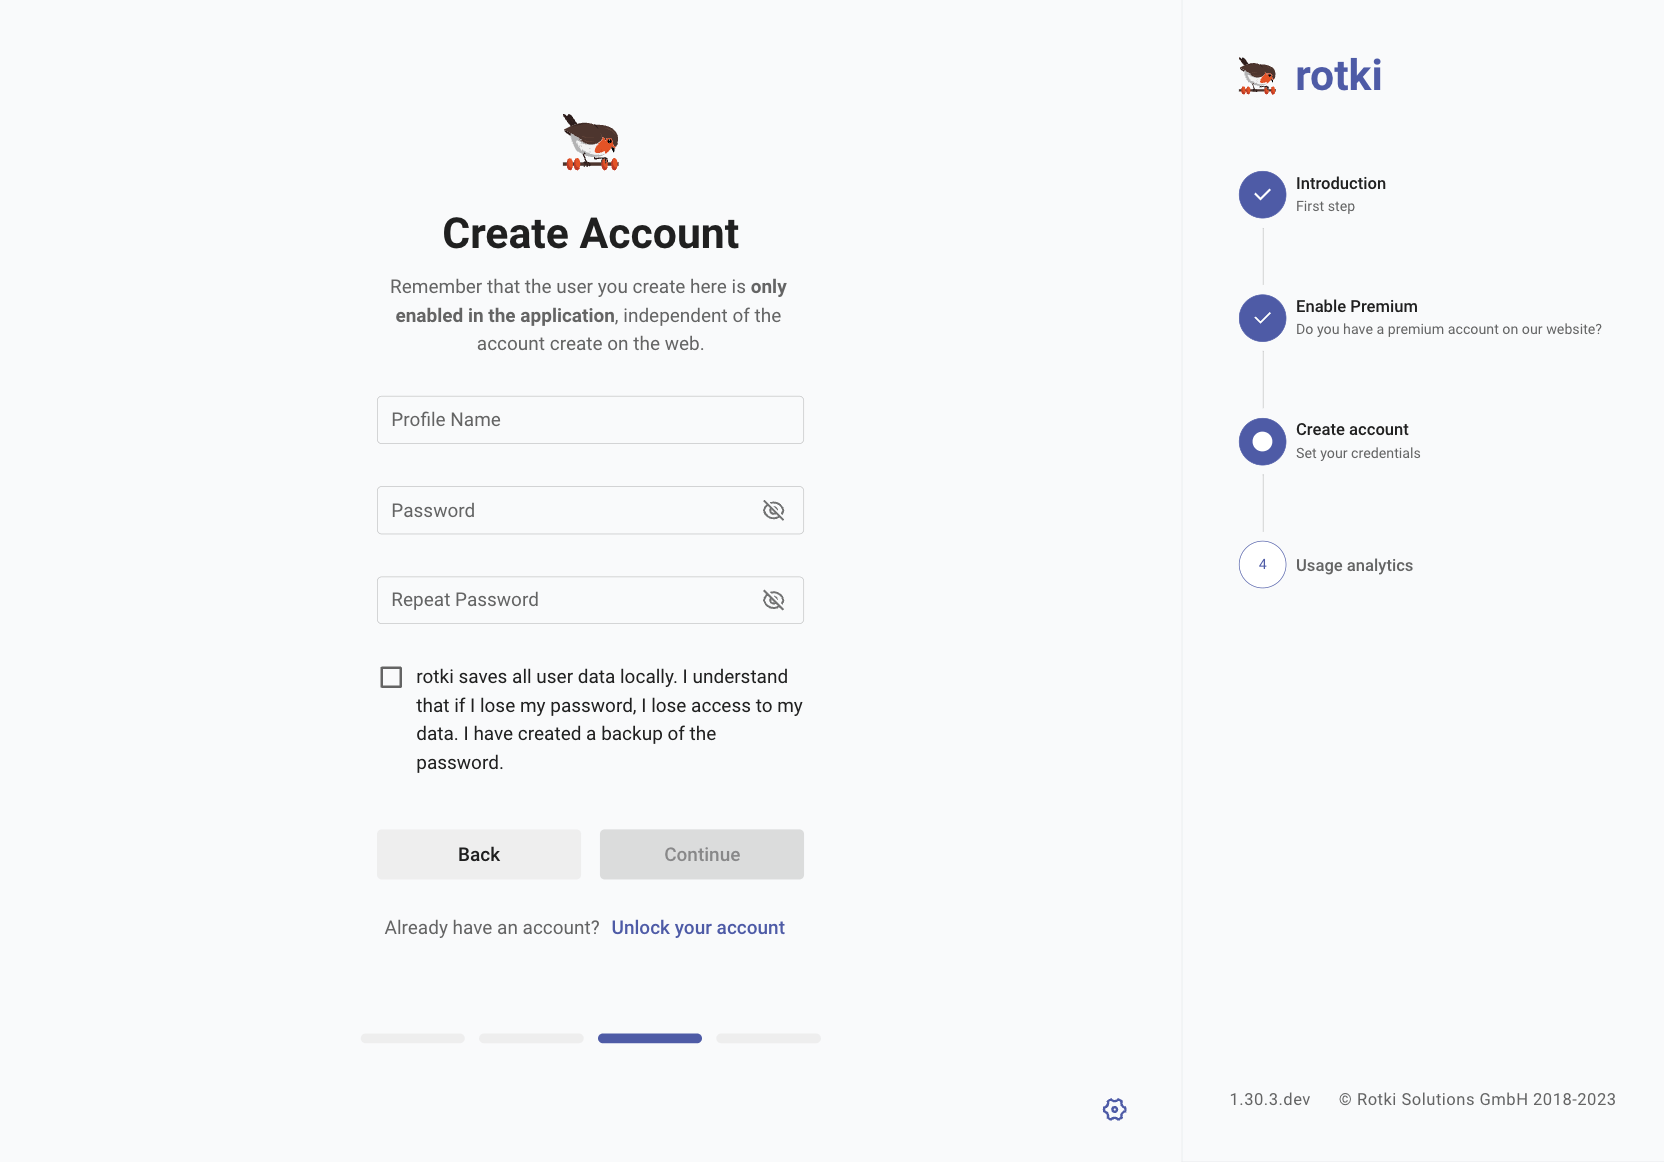 Create Account
Remember that the user you create here is only
enabled in the application, independent of the
account create on the web.
Profile Name
Password
Repeat Password
rotki saves all user data locally. I understand
that if I lose my password, I lose access to my
data. I have created a backup of the
password.
Back Continue
Already have an account? Unlock your account
rotki
Introduction
First step
Enable Premium
Do you have a premium account on our website?
Create account
Set your credentials
4 Usage analytics
1.30.3.dev © Rotki Solutions GmbH 2018-2023